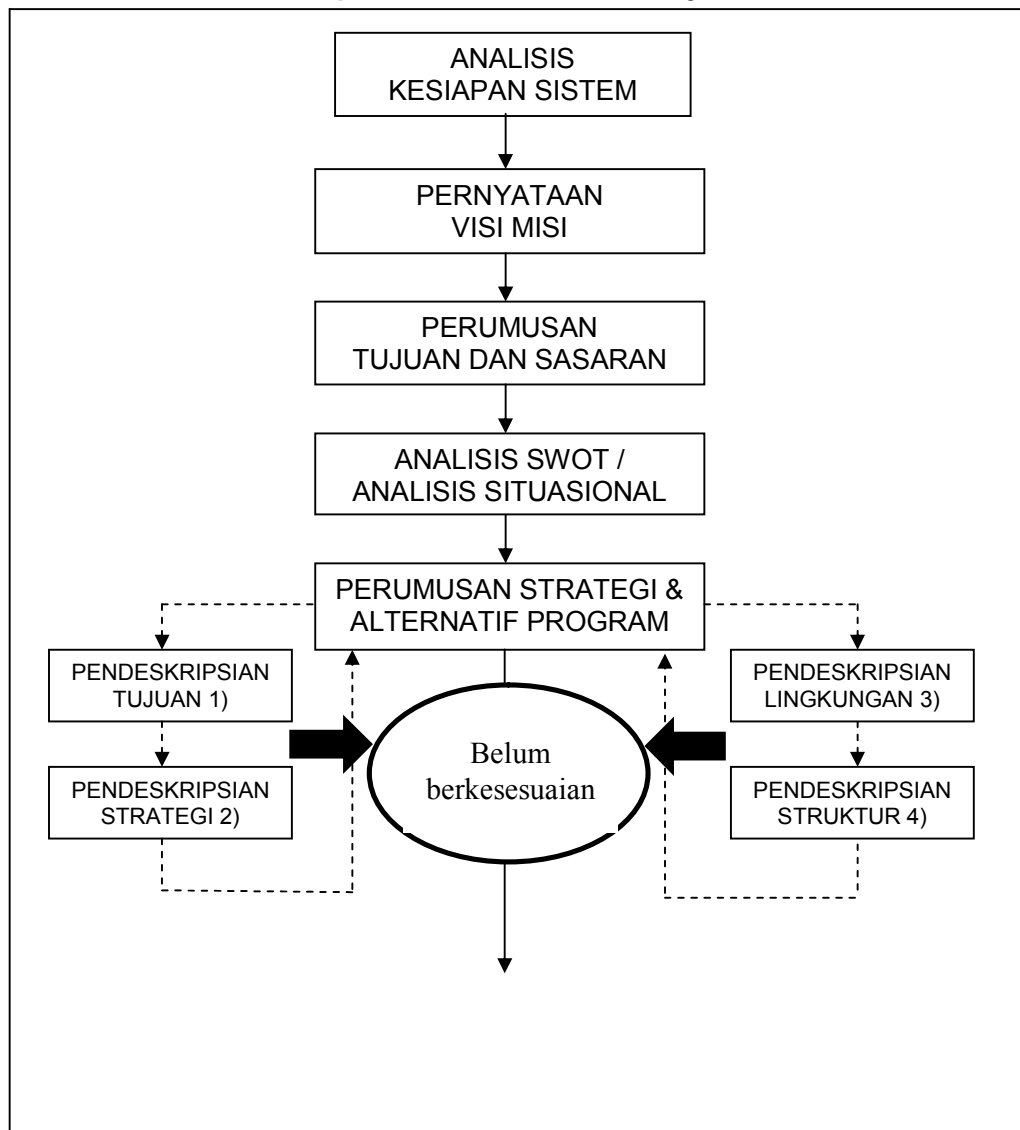 ANALISIS
KESIAPAN SISTEM
PERNYATAAN
VISI MISI
PERUMUSAN
TUJUAN DAN SASARAN
ANALISIS SWOT /
ANALISIS SITUASIONAL
PERUMUSAN STRATEGI &
ALTERNATIF PROGRAM
PENDESKRIPSIAN
TUJUAN 1)
PENDESKRIPSIAN
STRATEGI 2)
Belum
berkesesuaian
PENDESKRIPSIAN
LINGKUNGAN 3)
PENDESKRIPSIAN
STRUKTUR 4)